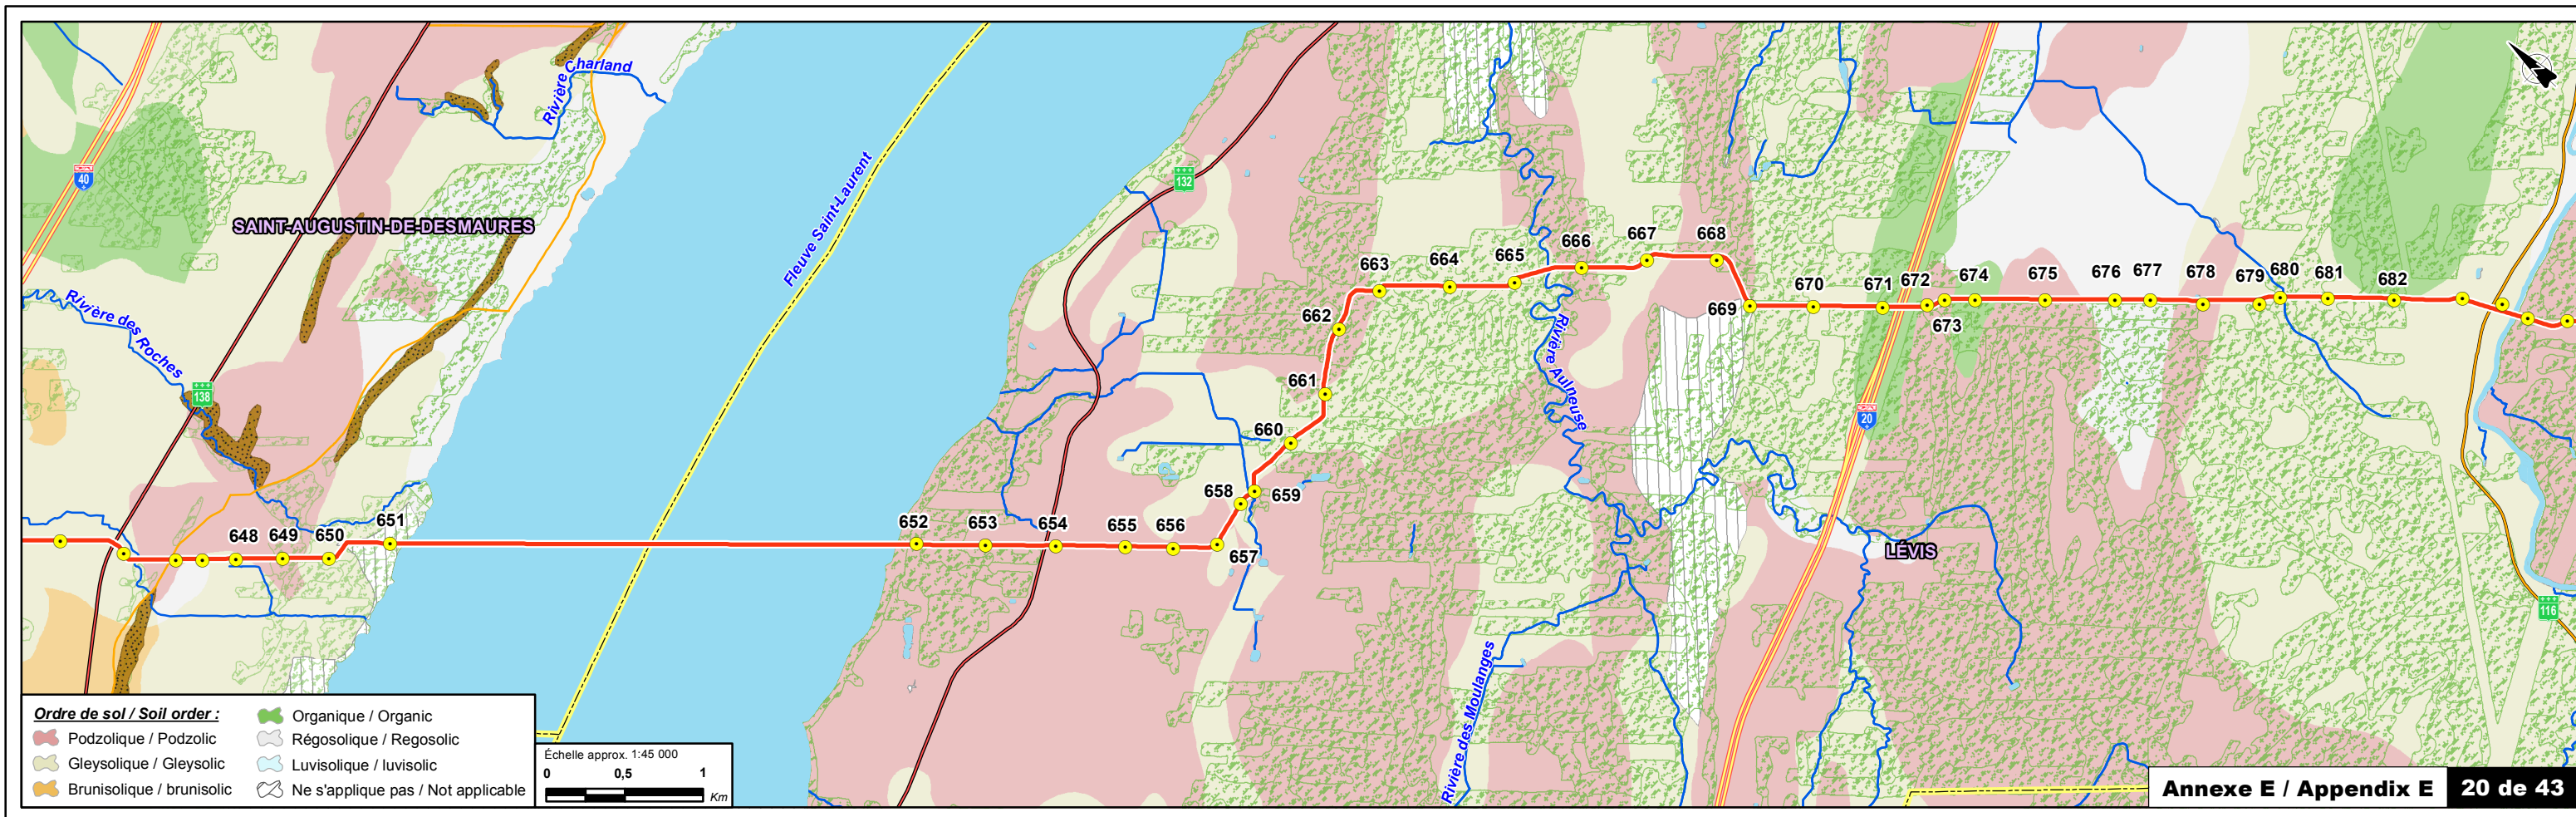 Rivière Charland
40
SAINT-AUGUSTIN-DE-DESMAURES
Fleuve Saint-Laurent
132
Rivière des Roches
138
648
649
650
651
652
653
654
655
656
657
658
659
660
661
662
663
664
665
666
667
668
669
670
671
672
673
674
675
676
677
678
679
680
681
682
Rivière Aulneuse
20
LÉVIS
116
Rivière des Moulanges
Ordre de sol / Soil order :
Podzolique / Podzolic
Gleysolique / Gleysolic
Brunisolique / brunisolic
Organique / Organic
Régosolique / Regosolic
Luvisolique / luvisolic
Ne s'applique pas / Not applicable
Échelle approx. 1:45 000
0 0,5 1
Km
Annexe E / Appendix E 20 de 43